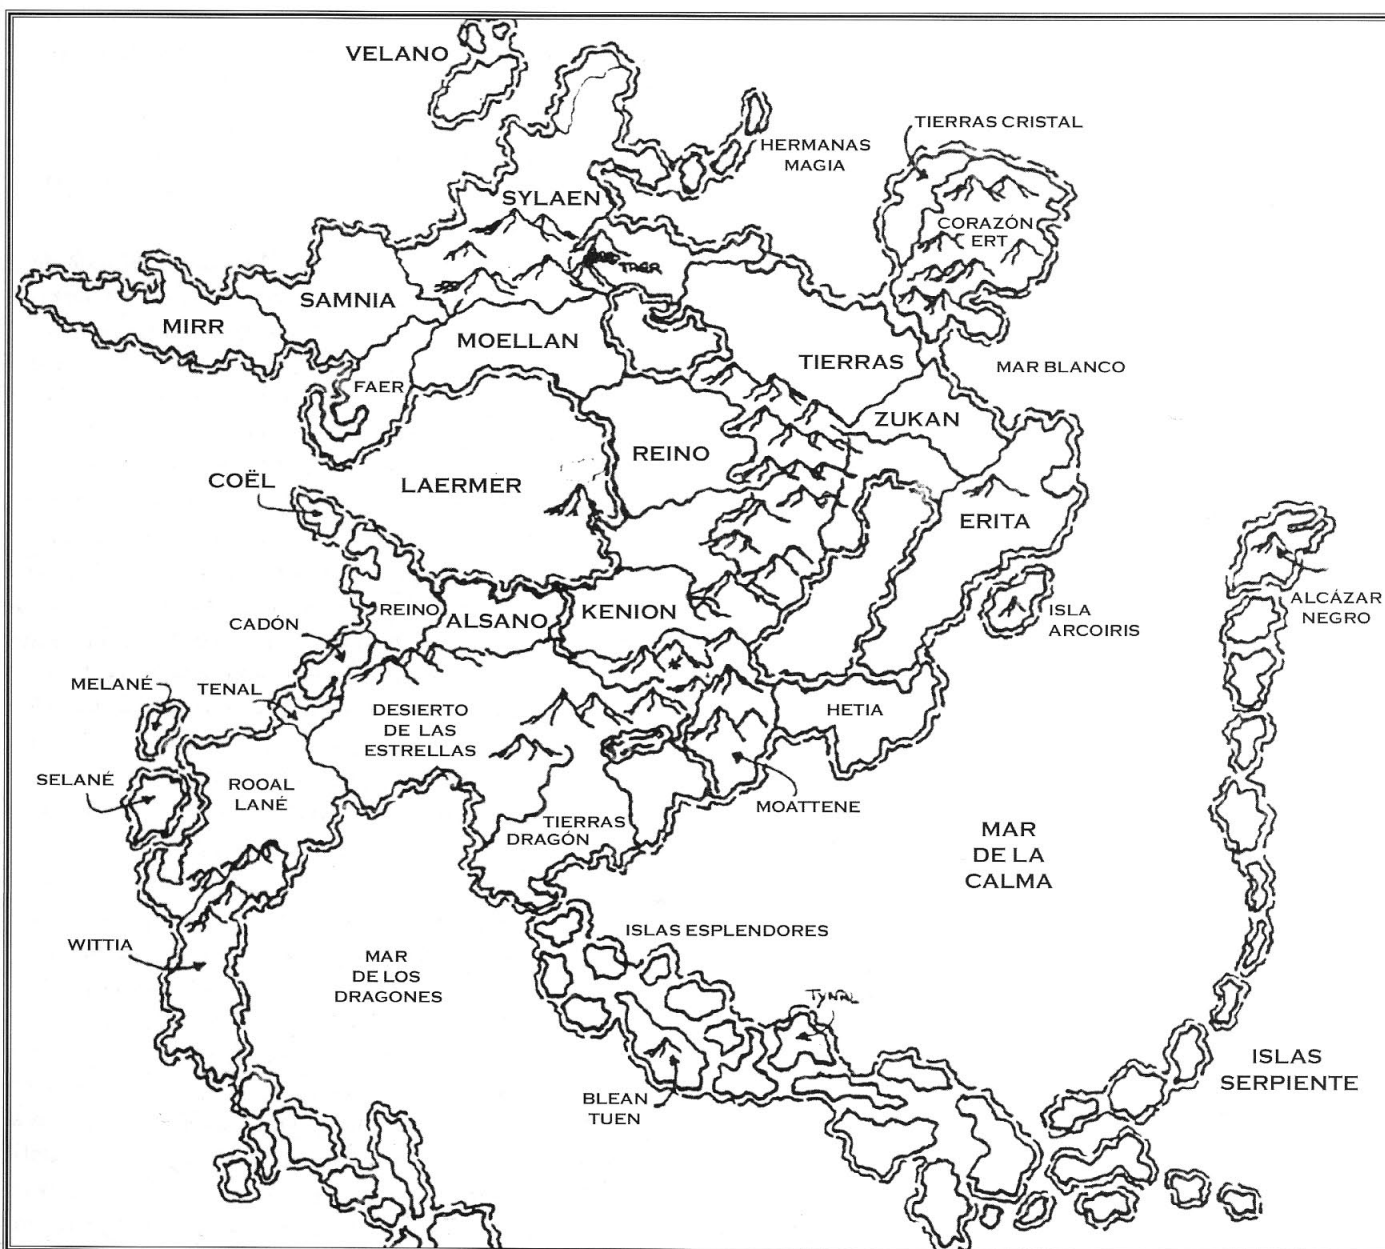 VELANO
TIERRAS CRISTAL
HERMANAS
MAGIA
SYLAEN
CORAZÓN
ERT
TAER
SAMNIA
MIRR
MOELLAN
TIERRAS
MAR BLANCO
FAER
ZUKAN
REINO
COËL
LAERMER
ERITA
ALCÁZAR
NEGRO
REINO
ALSANO
KENION
ISLA
ARCOIRIS
CADÓN
MELANÉ
TENAL
DESIERTO
DE LAS
ESTRELLAS
HETIA
SELANÉ
ROOAL
LANÉ
MOATTENE
TIERRAS
DRAGÓN
MAR
DE LA
CALMA
WITTIA
ISLAS ESPLENDORES
MAR
DE LOS
DRAGONES
TYNAL
ISLAS
SERPIENTE
BLEAN
TUEN